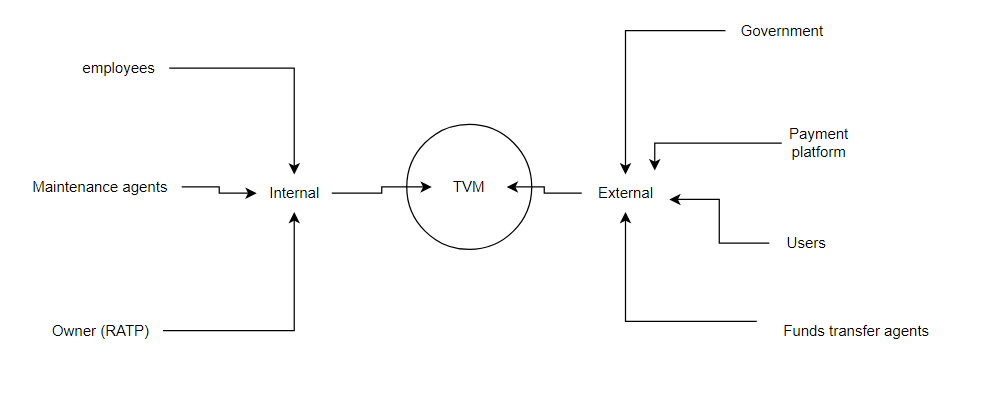 Government
employees
Payment
platform
Maintenance agents
Internal
TVM
External
Users
Owner (RATP)
Funds transfer agents